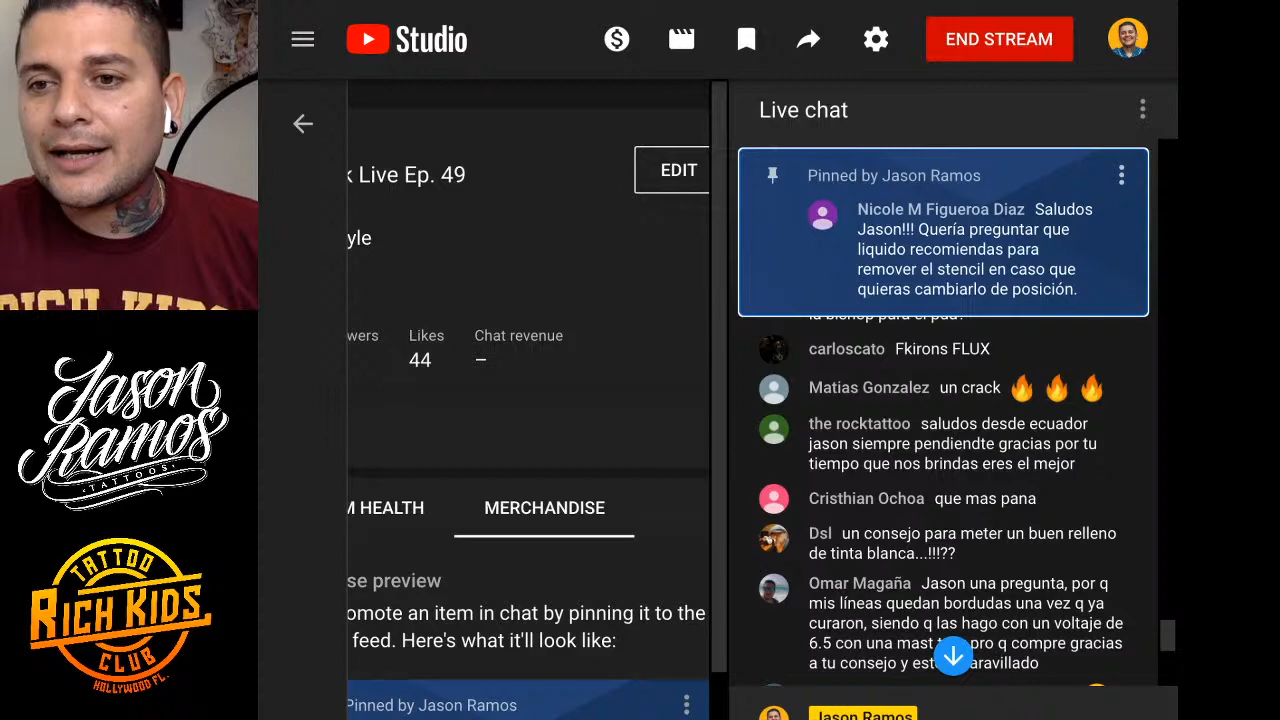 Studio
END STREAM
k Live Ep. 49
EDIT
yle
wers
Likes
Chat revenue
44
–
M HEALTH
MERCHANDISE
se preview
omote an item in chat by pinning it to the
feed. Here's what it'll look like:
Pinned by Jason Ramos
Live chat
Pinned by Jason Ramos
Nicole M Figueroa Diaz Saludos
Jason!!! Quería preguntar que
liquido recomiendas para
remover el stencil en caso que
quieras cambiarlo de posición.
la bishop para el pad?
carloscato Fkirons FLUX
Matias Gonzalez un crack 🔥 🔥 🔥
the rocktattoo saludos desde ecuador
jason siempre pendiendte gracias por tu
tiempo que nos brindas eres el mejor
Cristhian Ochoa que mas pana
Dsl un consejo para meter un buen relleno
de tinta blanca...!!!??
Omar Magaña Jason una pregunta, por q
mis líneas quedan bordudas una vez q ya
curaron, siendo q las hago con un voltaje de
6.5 con una mast pro q compre gracias
a tu consejo y est aravillado
Jason Ramos
RICH KIDS
Jason
Ramos
TATTOOS
TATTOO
RICH KIDS
CLUB
HOLLYWOOD FL.